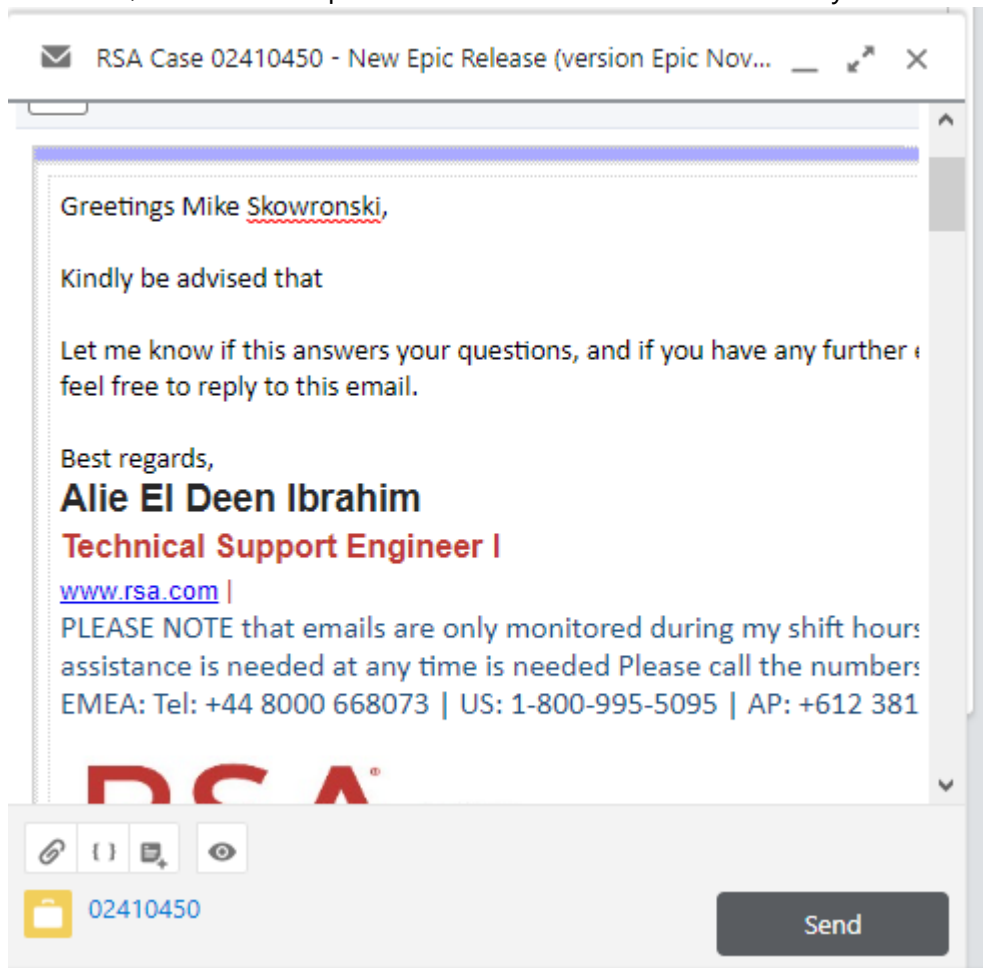 RSA Case 02410450 - New Epic Release (version Epic Nov...
Greetings Mike Skowronski,
Kindly be advised that
Let me know if this answers your questions, and if you have any further
feel free to reply to this email.
Best regards,
Alie El Deen Ibrahim
Technical Support Engineer I
www.rsa.com |
PLEASE NOTE that emails are only monitored during my shift hours
assistance is needed at any time is needed Please call the numbers
EMEA: Tel: +44 8000 668073 | US: 1-800-995-5095 | AP: +612 381
RSA
{ }
02410450
Send